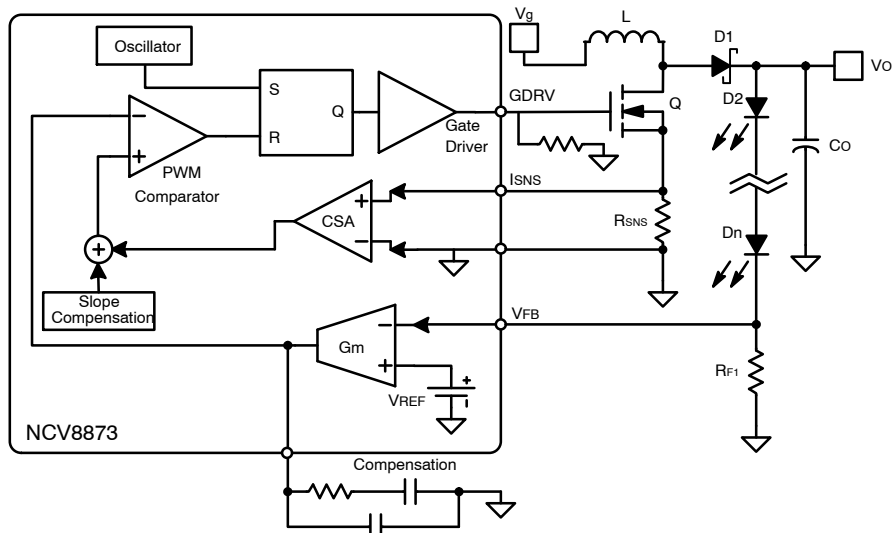 Vg
L
D1
VO
Oscillator
S
Q
R
GDRV
Gate
Driver
Q
D2
CO
−
+
PWM
Comparator
ISNS
+
CSA
−
RSNS
Dn
+
Slope
Compensation
VFB
−
Gm
+
VREF
+
−
RF1
NCV8873
Compensation